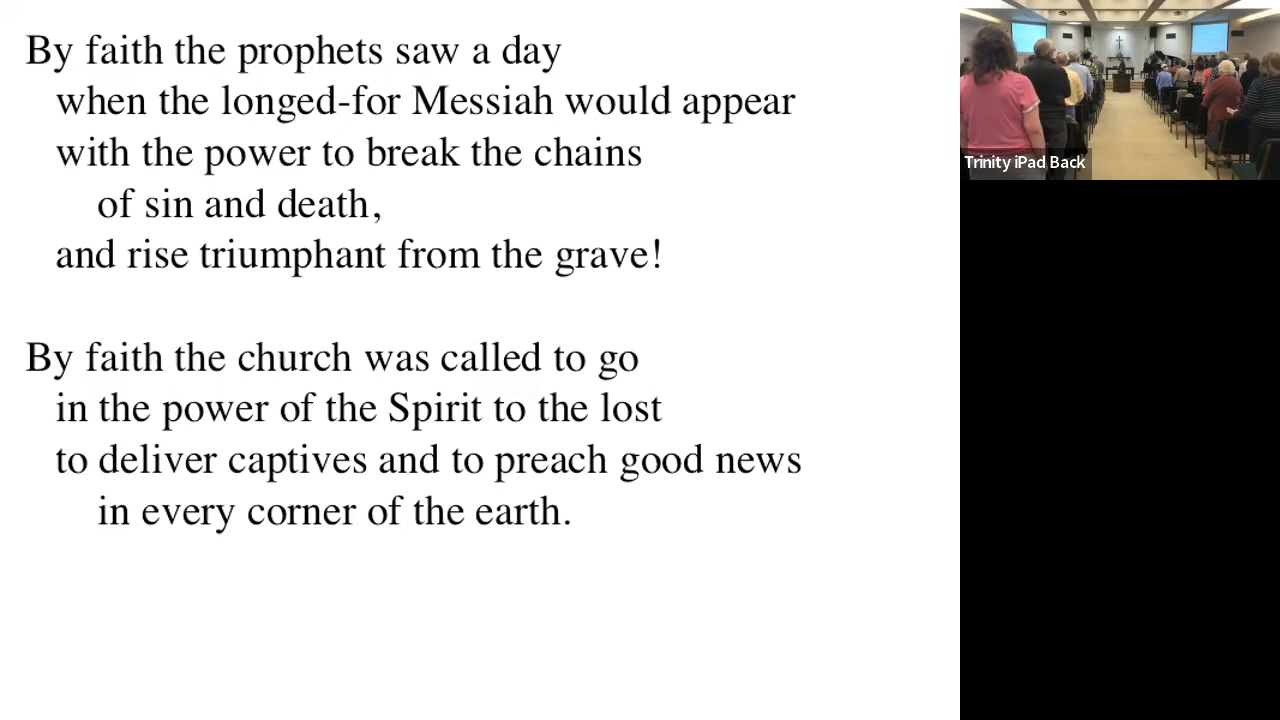 By faith the prophets saw a day
when the longed-for Messiah would appear
with the power to break the chains
of sin and death,
and rise triumphant from the grave!
By faith the church was called to go
in the power of the Spirit to the lost
to deliver captives and to preach good news
in every corner of the earth.
Trinity iPad Back